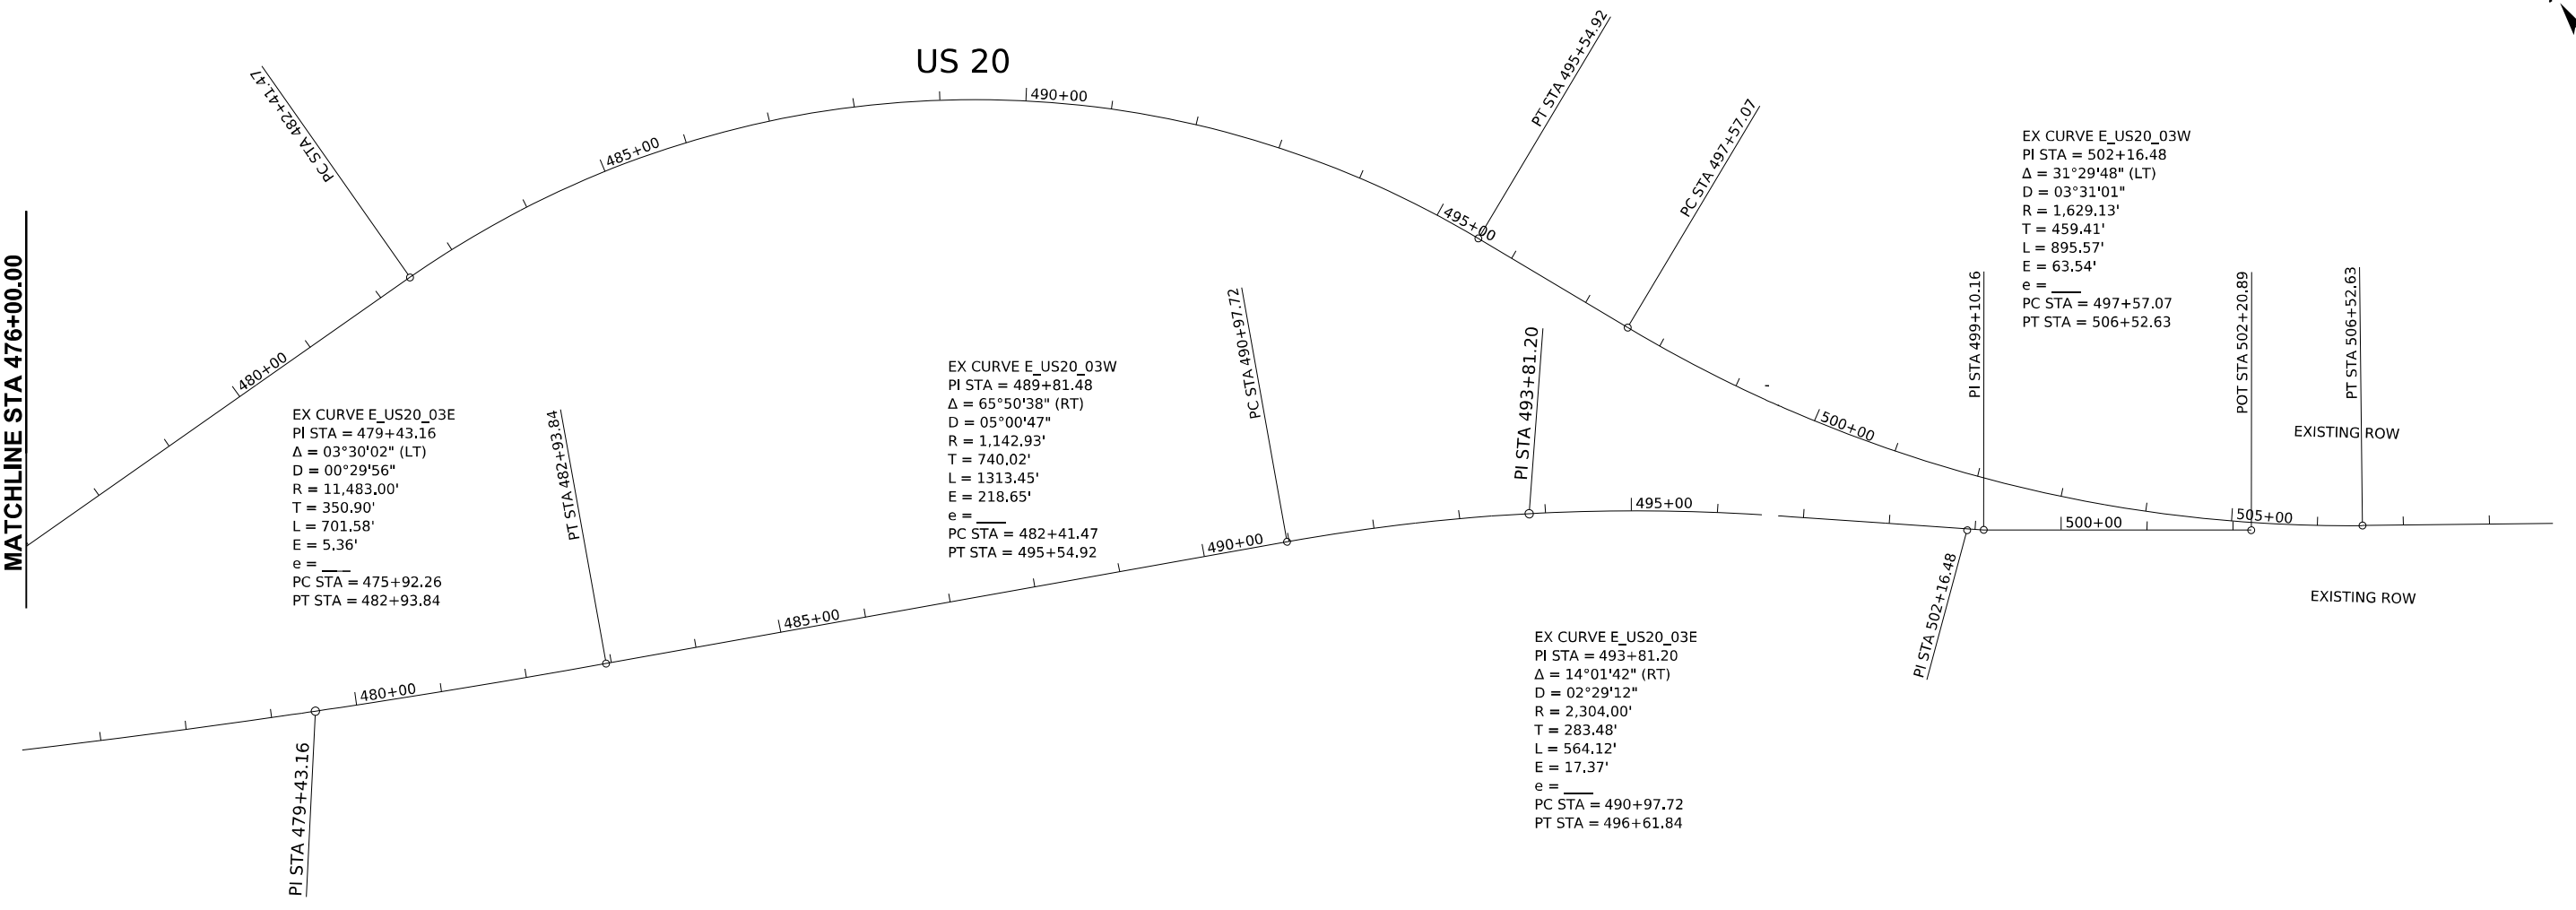 US 20
MATCHLINE STA 476+00.00
PC STA 482+41.47
480+00
485+00
490+00
495+00
PT STA 495+54.92
PC STA 497+57.07
500+00
505+00
EX CURVE E_US20_03W
PI STA = 502+16.48
Δ = 31°29'48" (LT)
D = 03°31'01"
R = 1,629.13'
T = 459.41'
L = 895.57'
E = 63.54'
e = ____
PC STA = 497+57.07
PT STA = 506+52.63
PI STA 499+10.16
POT STA 502+20.89
PT STA 506+52.63
EXISTING ROW
EXISTING ROW
EX CURVE E_US20_03E
PI STA = 479+43.16
Δ = 03°30'02" (LT)
D = 00°29'56"
R = 11,483.00'
T = 350.90'
L = 701.58'
E = 5.36'
e = ____
PC STA = 475+92.26
PT STA = 482+93.84
PT STA 482+93.84
EX CURVE E_US20_03W
PI STA = 489+81.48
Δ = 65°50'38" (RT)
D = 05°00'47"
R = 1,142.93'
T = 740.02'
L = 1313.45'
E = 218.65'
e = ____
PC STA = 482+41.47
PT STA = 495+54.92
PC STA 490+97.72
PI STA 493+81.20
480+00
485+00
490+00
495+00
500+00
PI STA 502+16.48
PI STA 479+43.16
EX CURVE E_US20_03E
PI STA = 493+81.20
Δ = 14°01'42" (RT)
D = 02°29'12"
R = 2,304.00'
T = 283.48'
L = 564.12'
E = 17.37'
e = ____
PC STA = 490+97.72
PT STA = 496+61.84